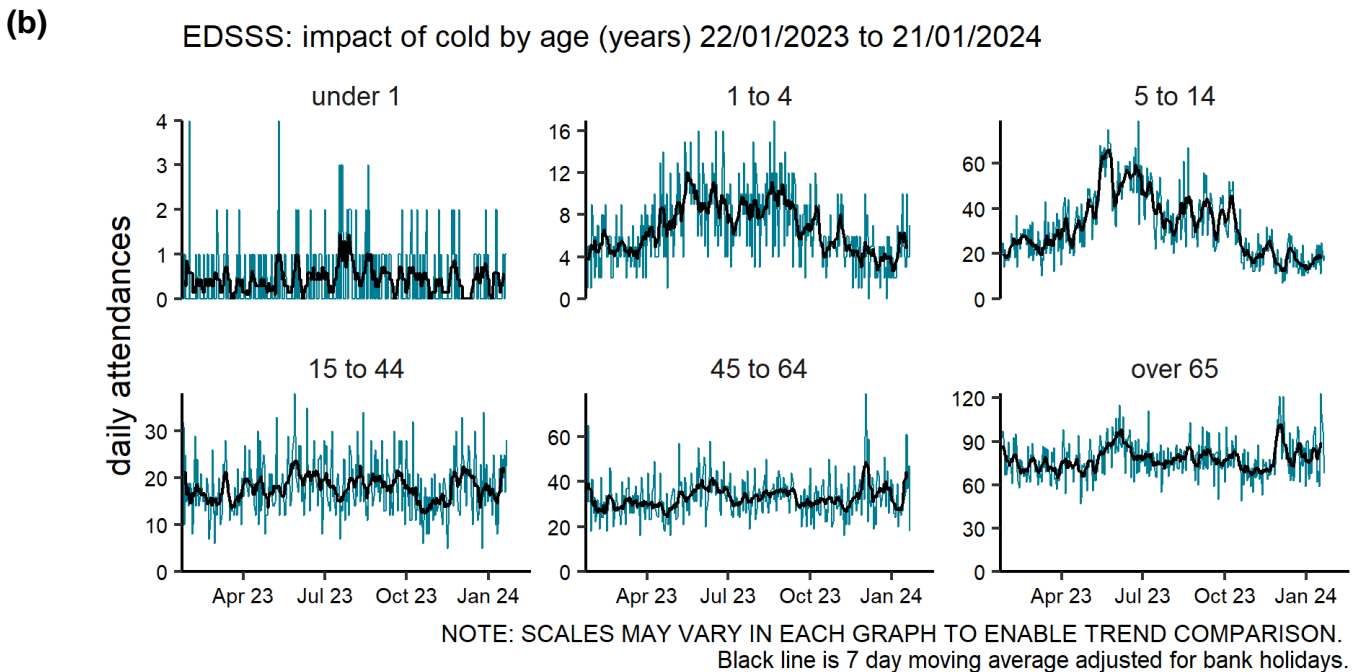 (b)
EDSSS: impact of cold by age (years) 22/01/2023 to 21/01/2024
daily attendances
under 1
4
3
2
1
0
1 to 4
16
12
8
4
0
5 to 14
60
40
20
0
15 to 44
30
20
10
0
Apr 23 Jul 23 Oct 23 Jan 24
45 to 64
60
40
20
0
Apr 23 Jul 23 Oct 23 Jan 24
over 65
120
90
60
30
0
Apr 23 Jul 23 Oct 23 Jan 24
NOTE: SCALES MAY VARY IN EACH GRAPH TO ENABLE TREND COMPARISON.
Black line is 7 day moving average adjusted for bank holidays.